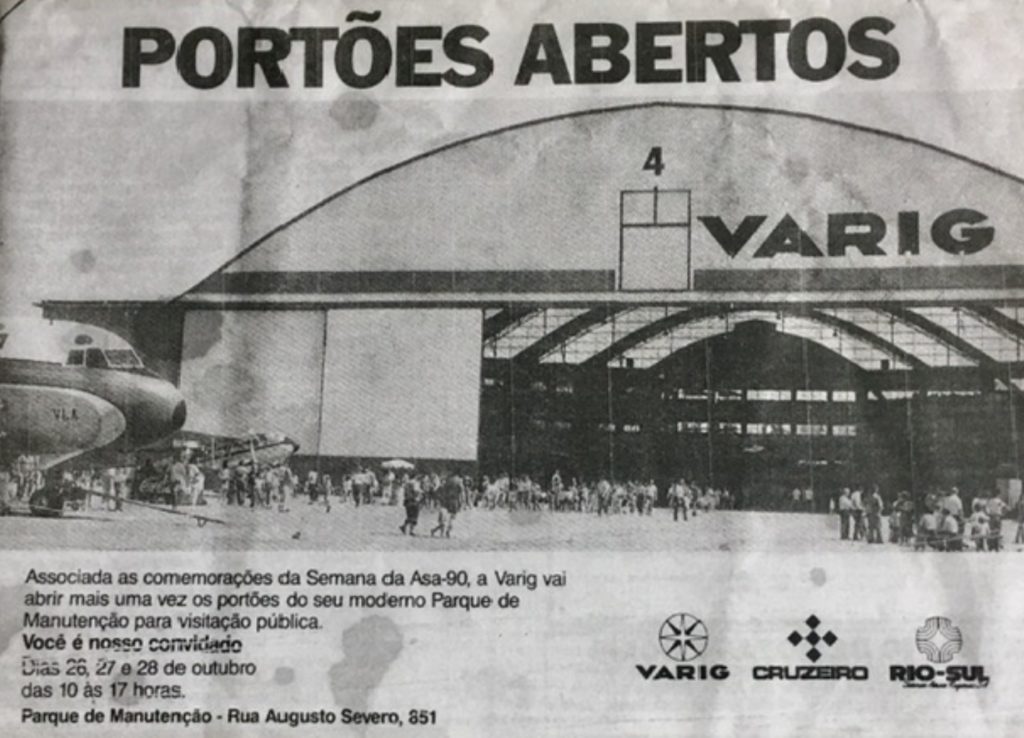 PORTÕES ABERTOS
4
VARIG
VLA
Associada as comemorações da Semana da Asa-90, a Varig vai
abrir mais uma vez os portões do seu moderno Parque de
Manutenção para visitação pública.
Você é nosso convidado
Dias 26, 27 e 28 de outubro
das 10 às 17 horas.
Parque de Manutenção - Rua Augusto Severo, 851
VARIG
CRUZEIRO
RIO-SUL